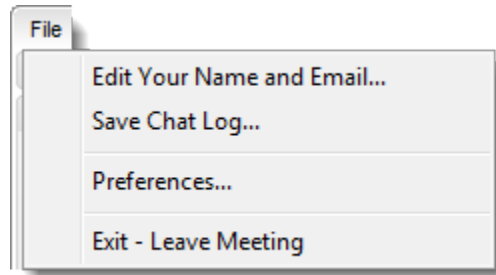 File
Edit Your Name and Email...
Save Chat Log...
Preferences...
Exit - Leave Meeting